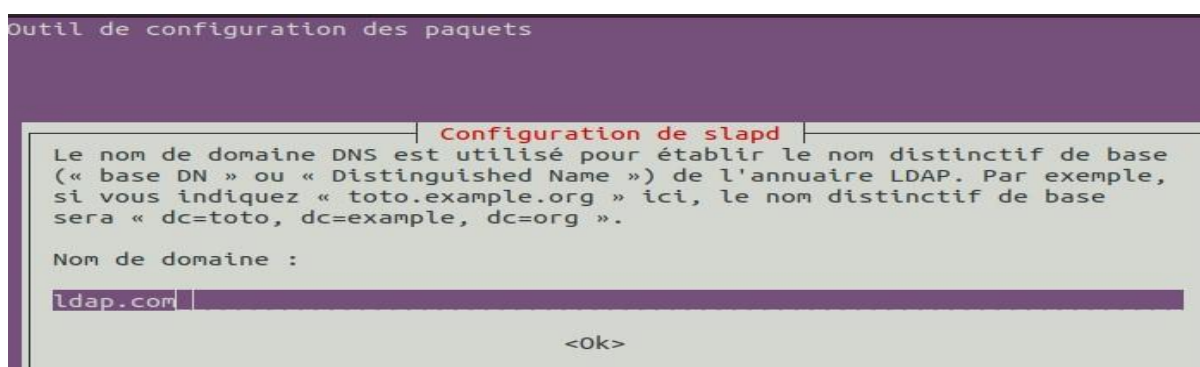 Outil de configuration des paquets
Configuration de slapd
Le nom de domaine DNS est utilisé pour établir le nom distinctif de base
(« base DN » ou « Distinguished Name ») de l'annuaire LDAP. Par exemple,
si vous indiquez « toto.example.org » ici, le nom distinctif de base
sera « dc=toto, dc=example, dc=org ».
Nom de domaine :
ldap.com
<Ok>